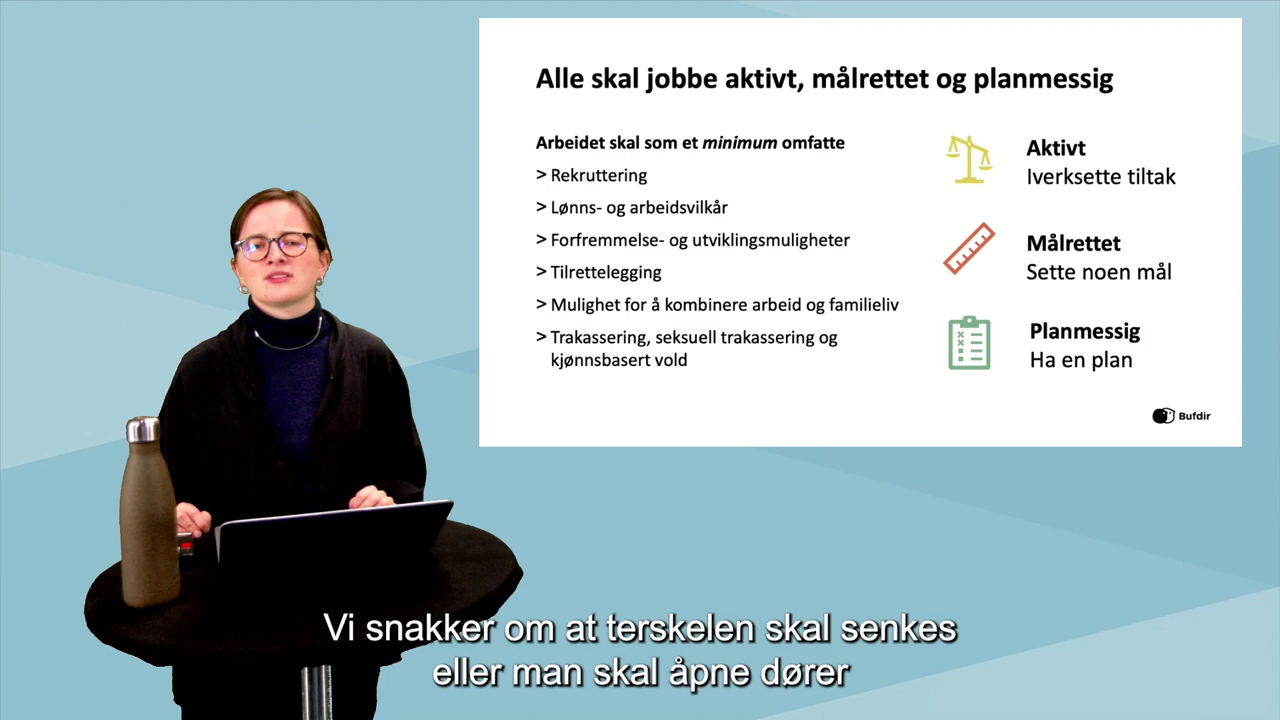 Alle skal jobbe aktivt, målrettet og planmessig
Arbeidet skal som et minimum omfatte
> Rekruttering
> Lønns- og arbeidsvilkår
> Forfremmelse- og utviklingsmuligheter
> Tilrettelegging
> Mulighet for å kombinere arbeid og familieliv
> Trakassering, seksuell trakassering og
kjønnsbasert vold
Aktivt
Iverksette tiltak
Målrettet
Sette noen mål
Planmessig
Ha en plan
Bufdir
Vi snakker om at terskelen skal senkes
eller man skal åpne dører